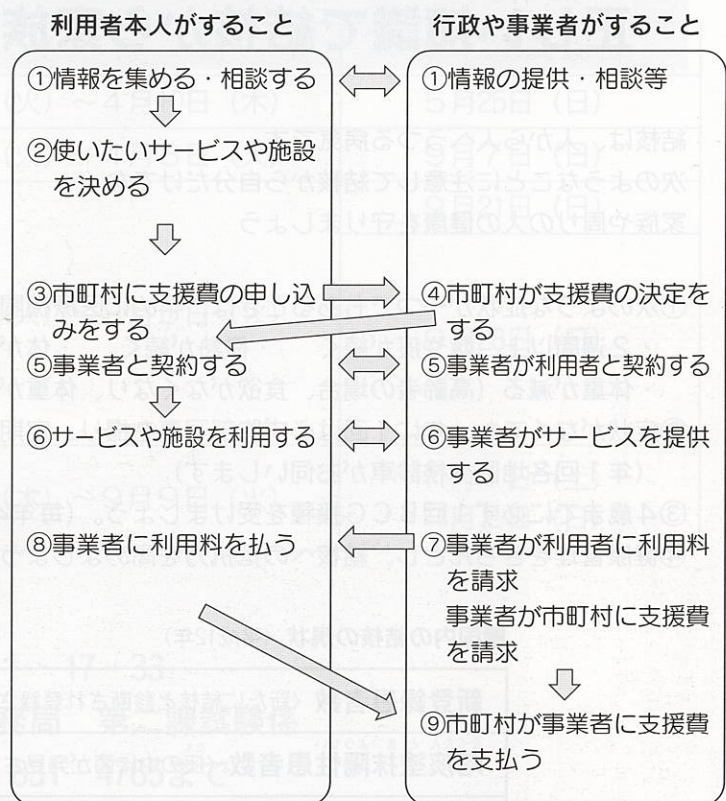 利用者本人がすること
①情報を集める・相談する
②使いたいサービスや施設
を決める
③市町村に支援費の申し込
みをする
⑤事業者と契約する
⑥サービスや施設を利用する
⑧事業者に利用料を払う
行政や事業者がすること
①情報の提供・相談等
④市町村が支援費の決定を
する
⑤事業者が利用者と契約する
⑥事業者がサービスを提供
する
⑦事業者が利用者に利用料
を請求
事業者が市町村に支援費
を請求
⑨市町村が事業者に支援費
を支払う